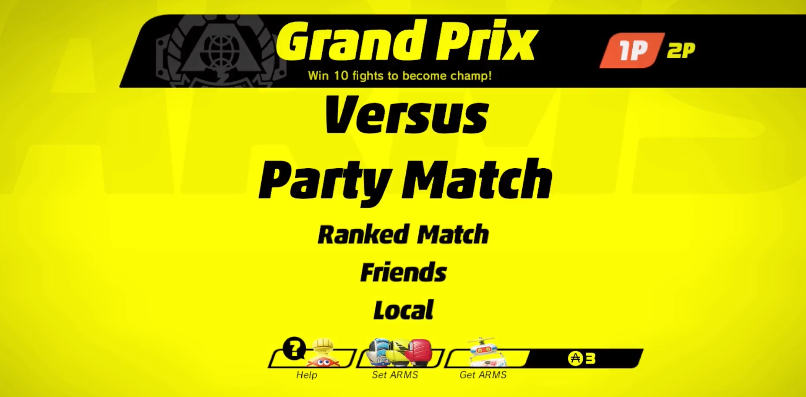 Grand Prix
1P 2P
Win 10 fights to become champ!
Versus
Party Match
Ranked Match
Friends
Local
?
3
Help
Set ARMS
Get ARMS
ARMS